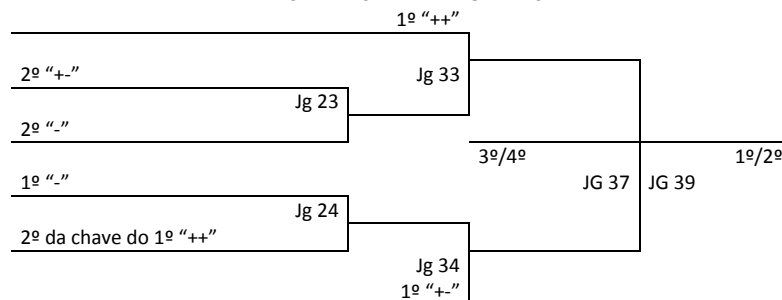 1º “++”
2º “+-”
Jg 33
Jg 23
2º “-”
3º/4º
1º/2º
1º “-”
JG 37
JG 39
Jg 24
2º da chave do 1º “++”
Jg 34
1º “+-”